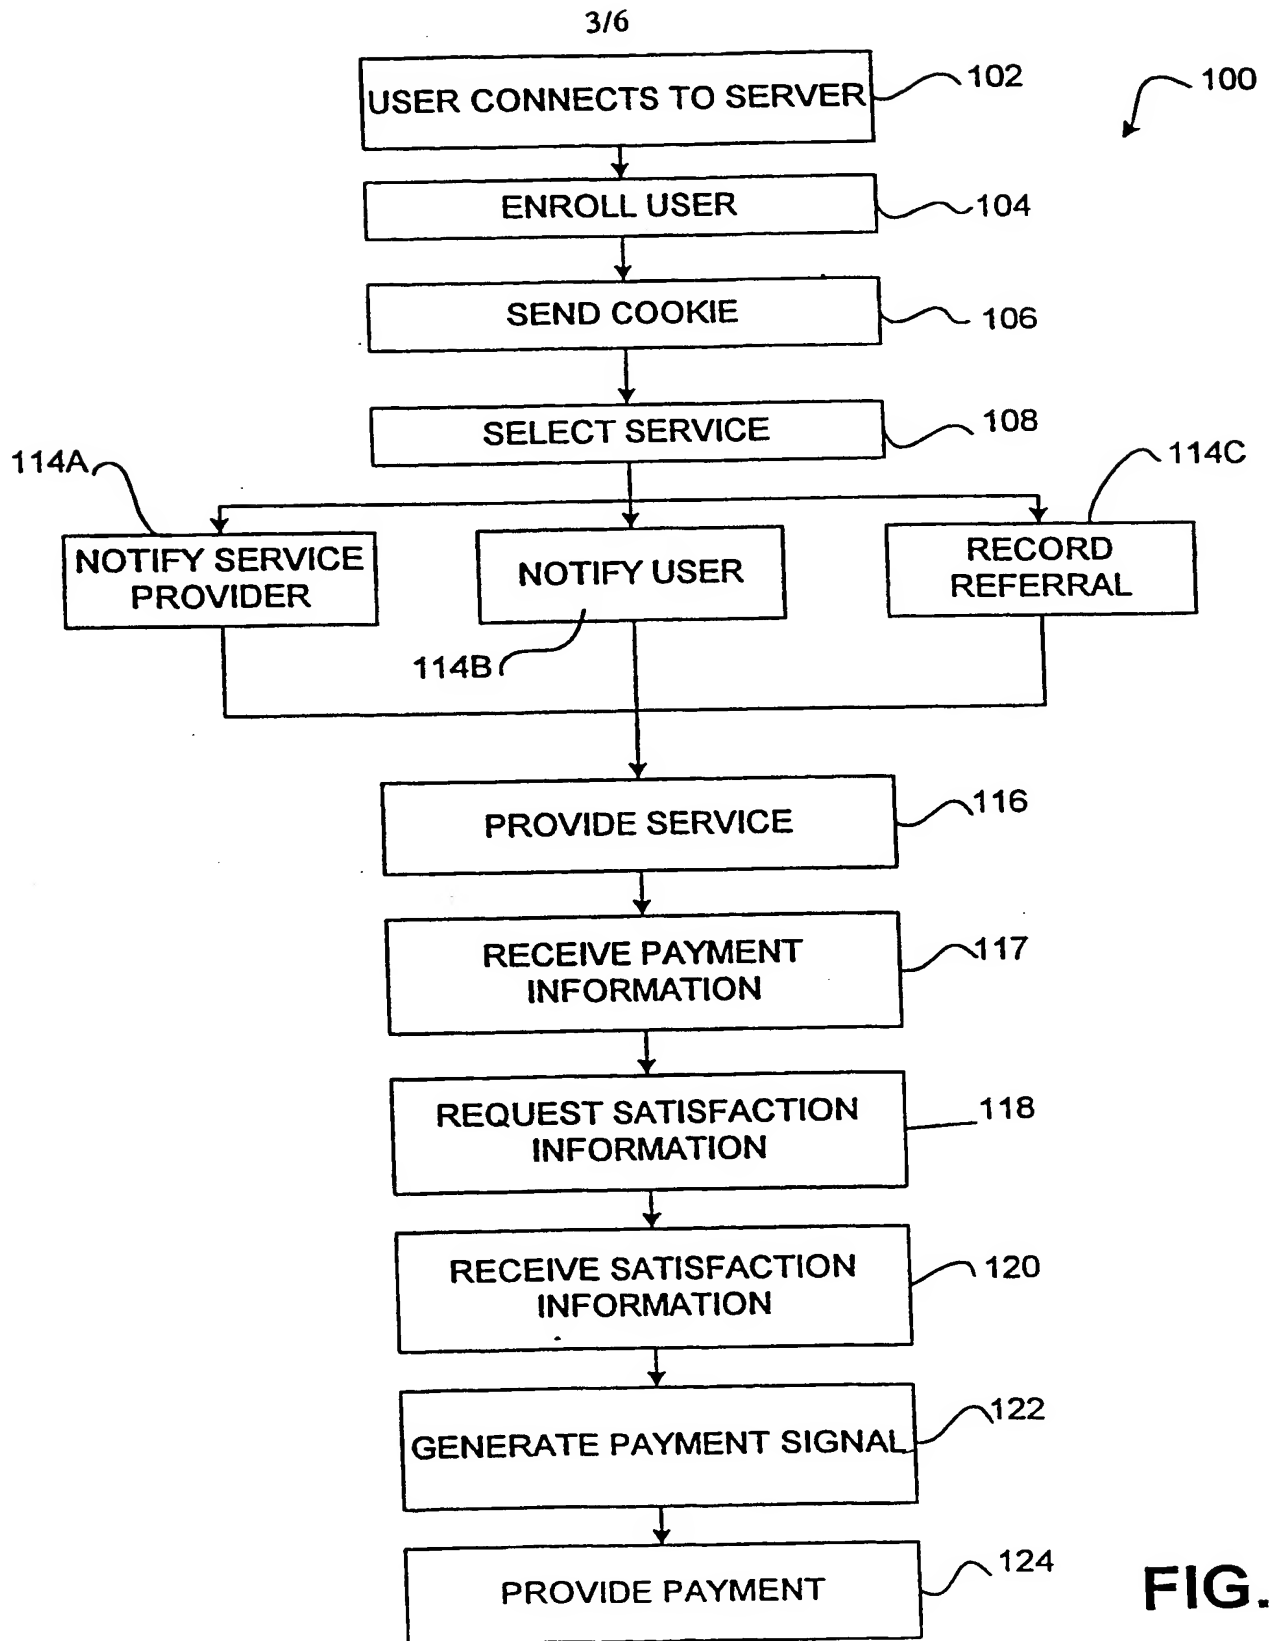 3/6
USER CONNECTS TO SERVER
102
100
ENROLL USER
104
SEND COOKIE
106
SELECT SERVICE
108
114A
114C
NOTIFY SERVICE
PROVIDER
NOTIFY USER
RECORD
REFERRAL
114B
PROVIDE SERVICE
116
RECEIVE PAYMENT
INFORMATION
117
REQUEST SATISFACTION
INFORMATION
118
RECEIVE SATISFACTION
INFORMATION
120
GENERATE PAYMENT SIGNAL
122
PROVIDE PAYMENT
124
FIG.